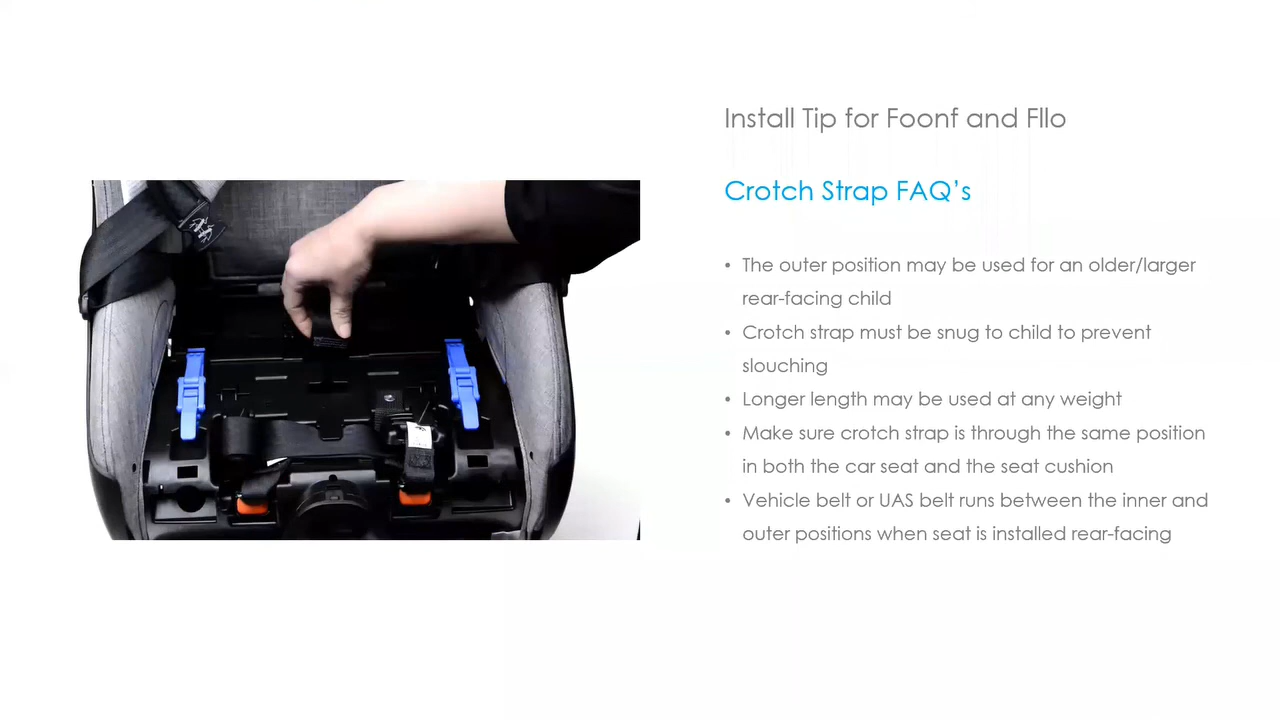 Install Tip for Foonf and Fllo
Crotch Strap FAQ’s
• The outer position may be used for an older/larger
rear-facing child
• Crotch strap must be snug to child to prevent
slouching
• Longer length may be used at any weight
• Make sure crotch strap is through the same position
in both the car seat and the seat cushion
• Vehicle belt or UAS belt runs between the inner and
outer positions when seat is installed rear-facing